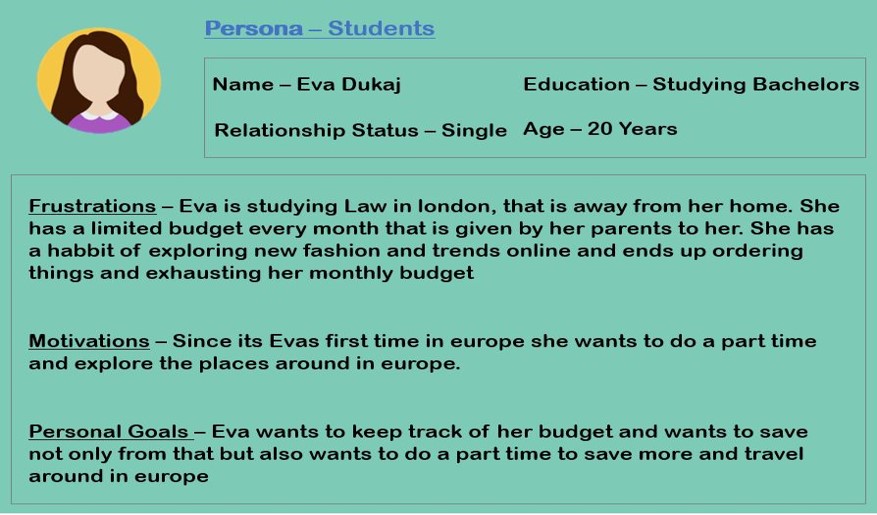 Persona – Students
Name – Eva Dukaj
Education – Studying Bachelors
Relationship Status – Single
Age – 20 Years
Frustrations – Eva is studying Law in london, that is away from her home. She
has a limited budget every month that is given by her parents to her. She has
a habbit of exploring new fashion and trends online and ends up ordering
things and exhausting her monthly budget
Motivations – Since its Evas first time in europe she wants to do a part time
and explore the places around in europe.
Personal Goals – Eva wants to keep track of her budget and wants to save
not only from that but also wants to do a part time to save more and travel
around in europe